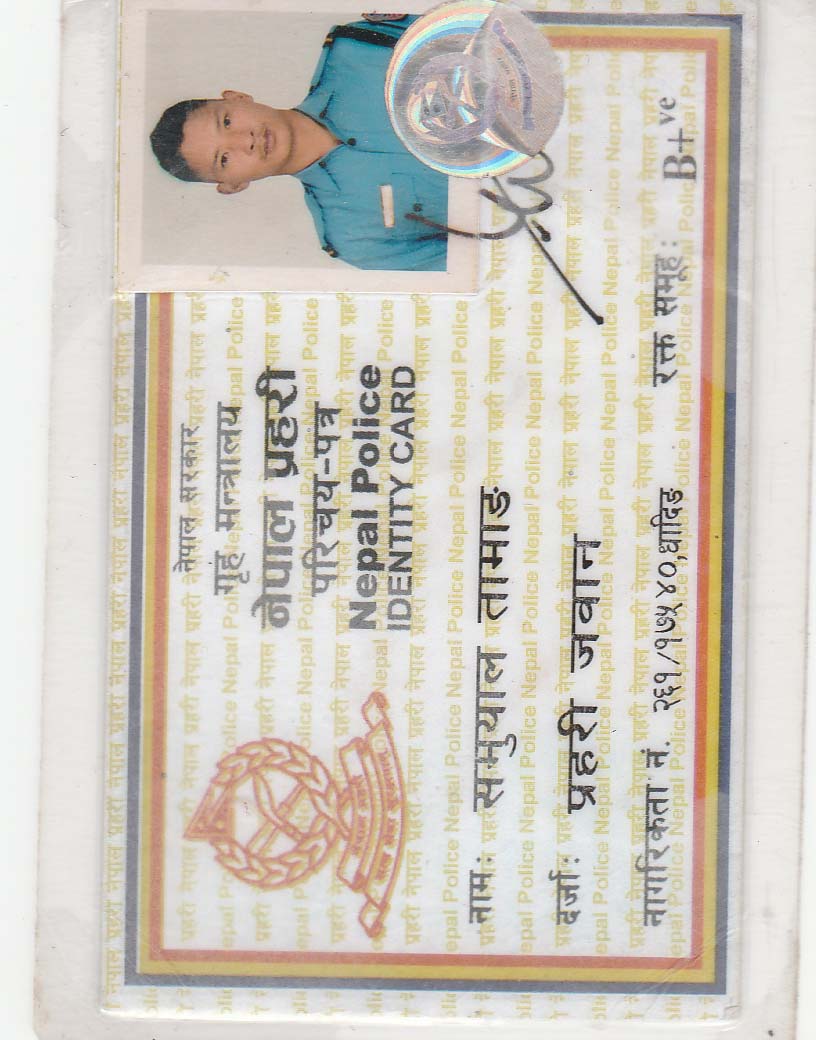 नेपाल सरकार
गृह मन्त्रालय
नेपाल प्रहरी
परिचय-पत्र
Nepal Police
IDENTITY CARD
नाम: समुयाल तामाङ
दर्जा: प्रहरी जवान
नागरिकता नं. २६१/१७५४०,धादिङ रक्त समूह: B+ve